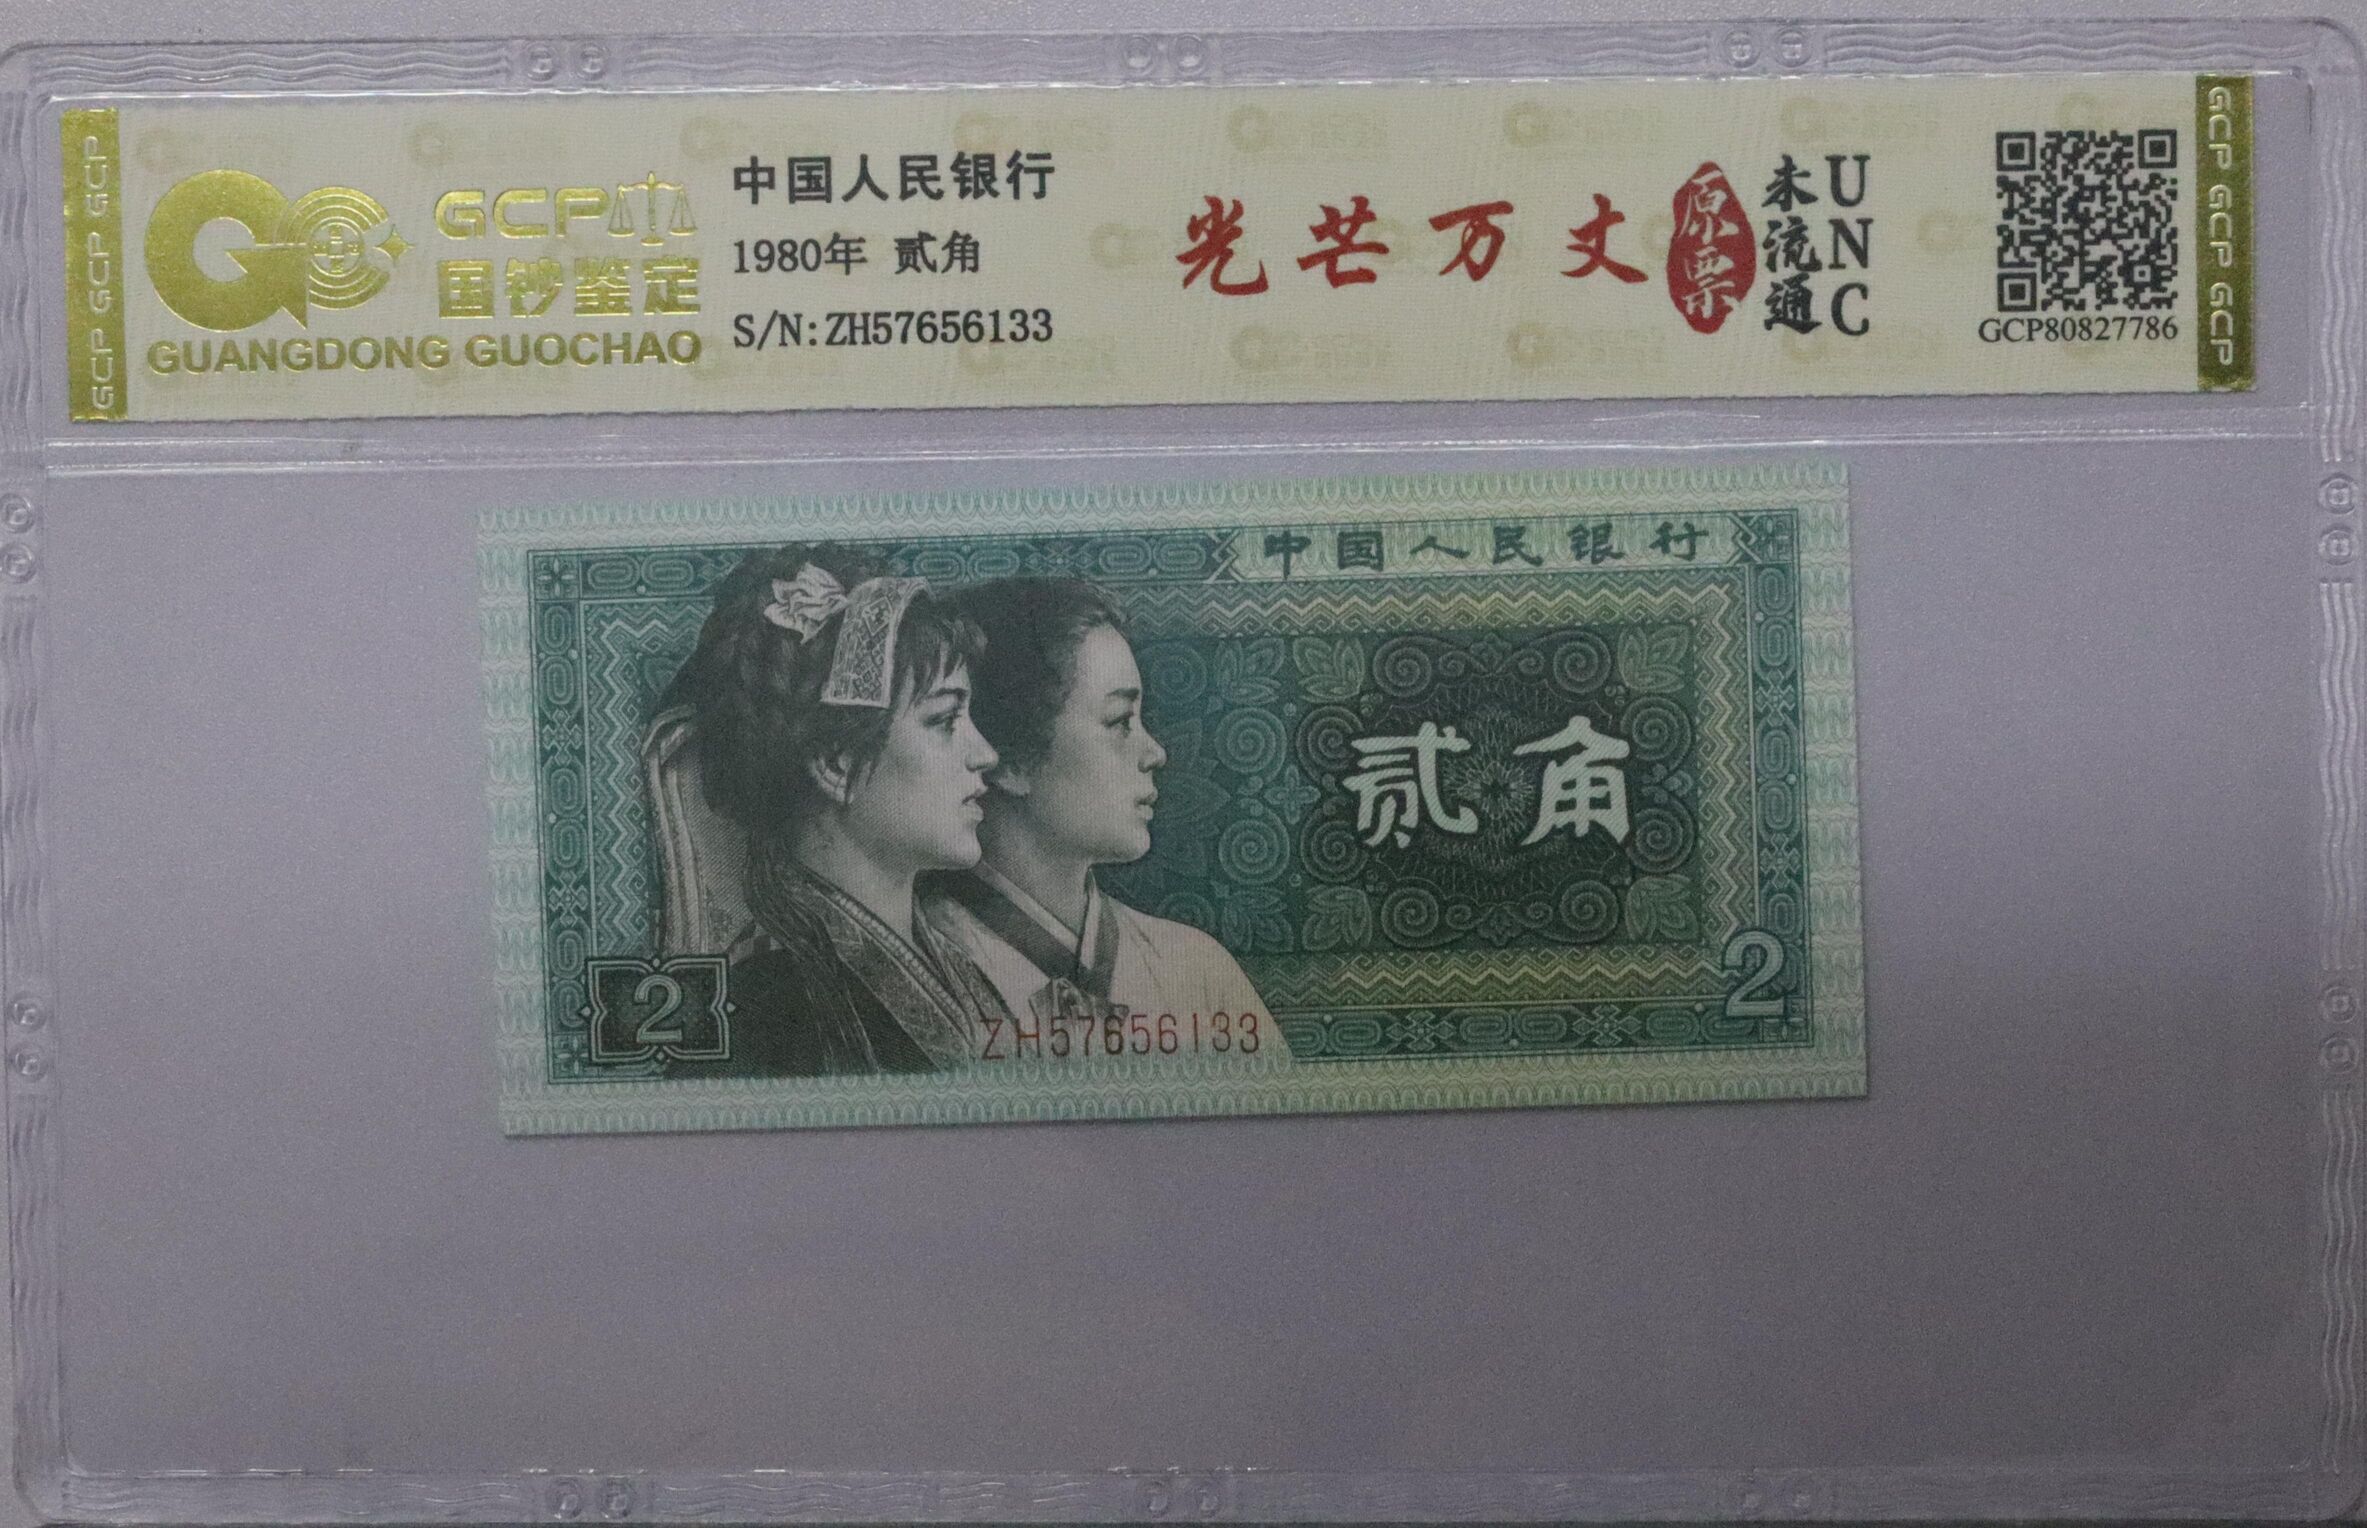 GCP GCP GCP
GCP
国钞鉴定
GUANGDONG GUOCHAO
中国人民银行
1980年 贰角
S/N:ZH57656133
光芒万丈
原票
未流通
UNC
GCP80827786
GCP GCP GCP
中国人民银行
贰角
2
2
ZH57656133